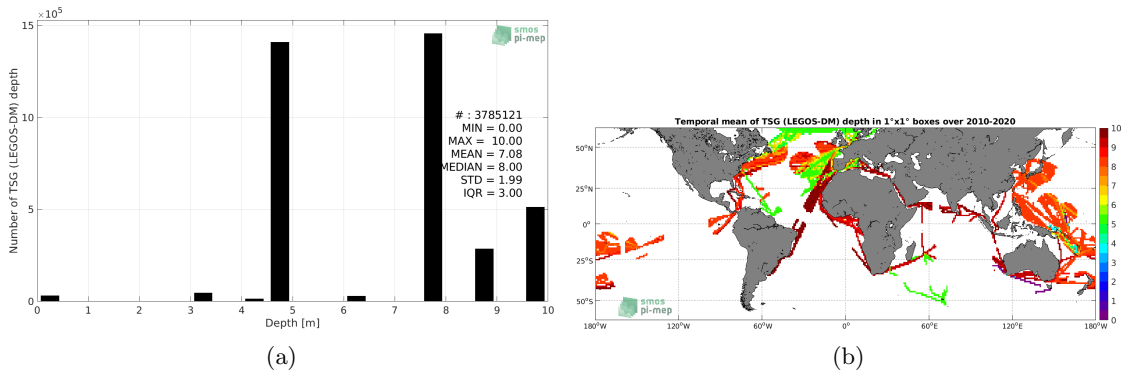 ×10⁵
15
10
5
0
Number of TSG (LEGOS-DM) depth
smos
pi-mep
# : 3785121
MIN = 0.00
MAX = 10.00
MEAN = 7.08
MEDIAN = 8.00
STD = 1.99
IQR = 3.00
0 1 2 3 4 5 6 7 8 9 10
Depth [m]
(a)
Temporal mean of TSG (LEGOS-DM) depth in 1°x1° boxes over 2010-2020
50°N
25°N
0°
25°S
50°S
180°W 120°W 60°W 0° 60°E 120°E 180°W
smos
pi-mep
10
9
8
7
6
5
4
3
2
1
0
(b)